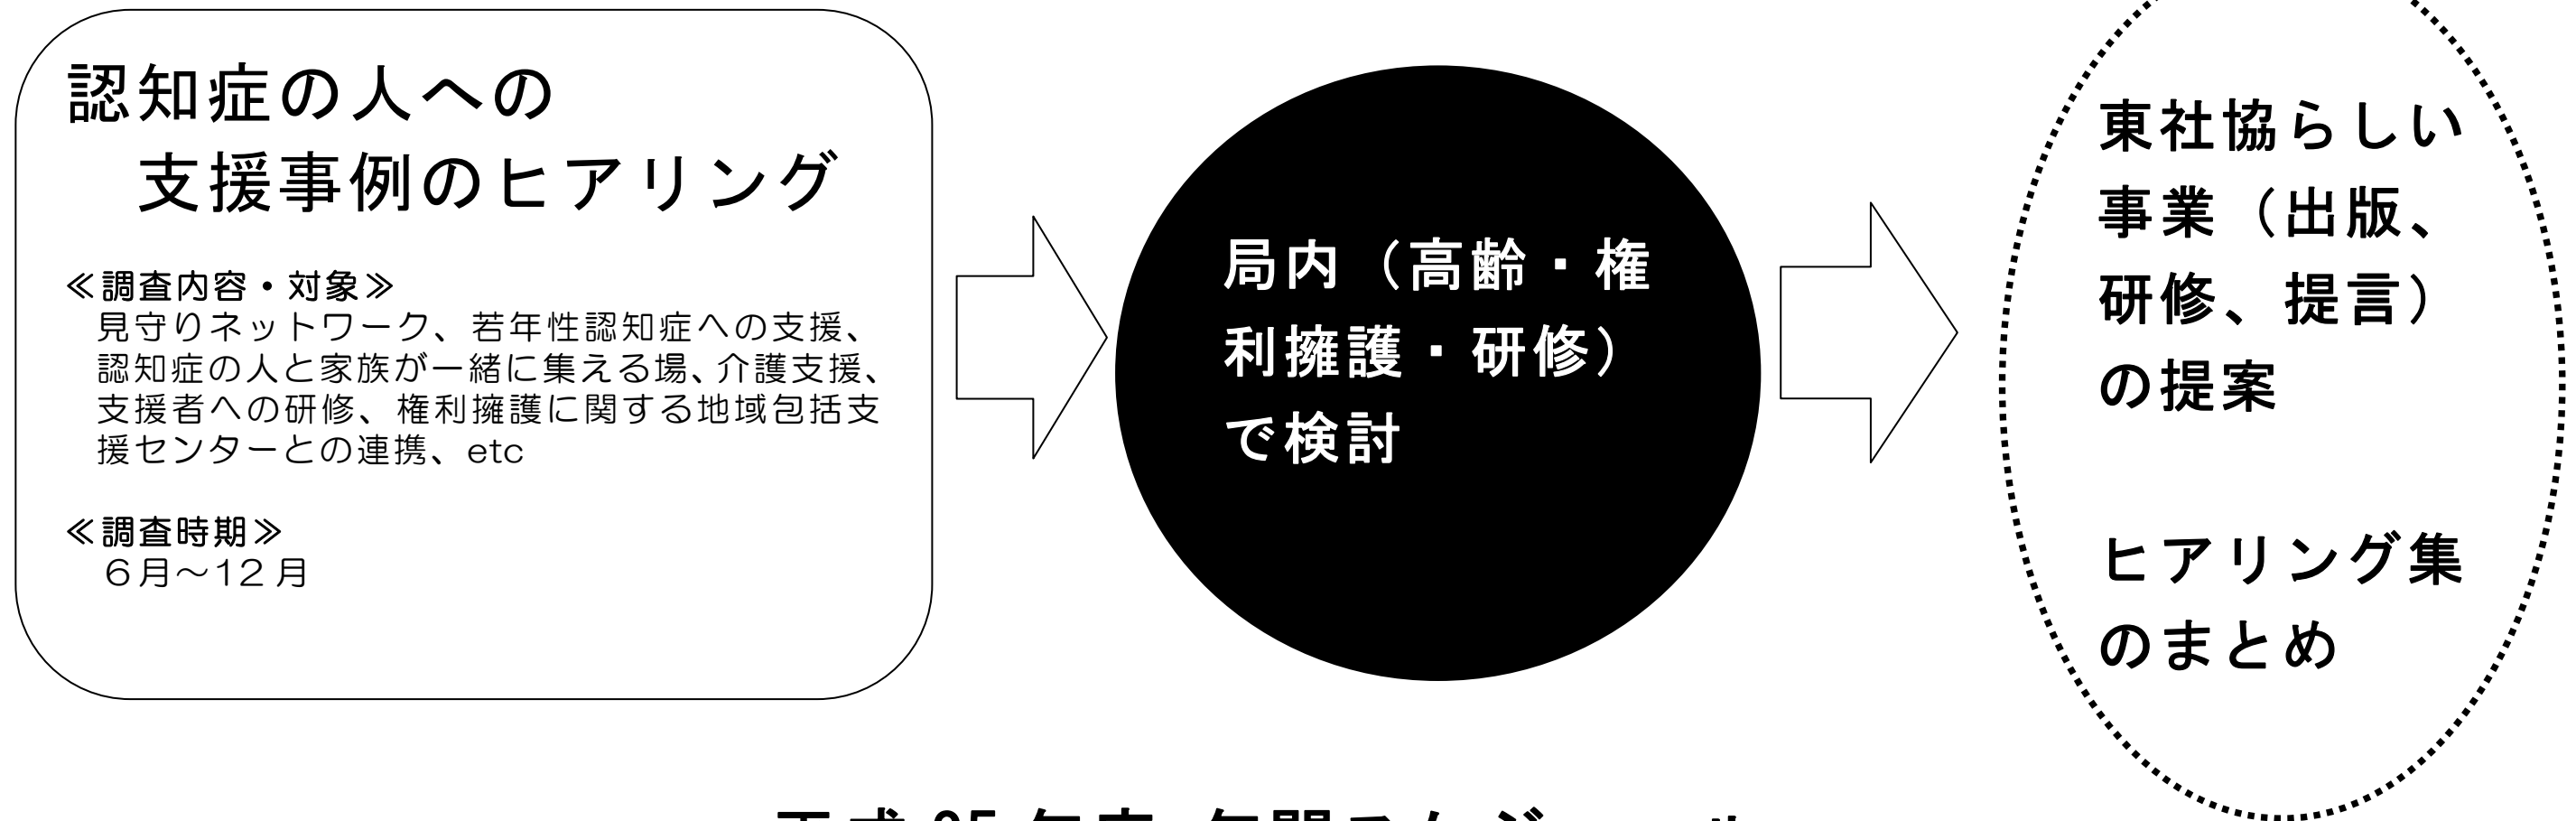 認知症の人への
支援事例のヒアリング
≪調査内容・対象≫
見守りネットワーク、若年性認知症への支援、
認知症の人と家族が一緒に集える場、介護支援、
支援者への研修、権利擁護に関する地域包括支
援センターとの連携、etc
≪調査時期≫
６月～12 月
局内（高齢・権
利擁護・研修）
で検討
東社協らしい
事業（出版、
研修、提言）
の提案
ヒアリング集
のまとめ